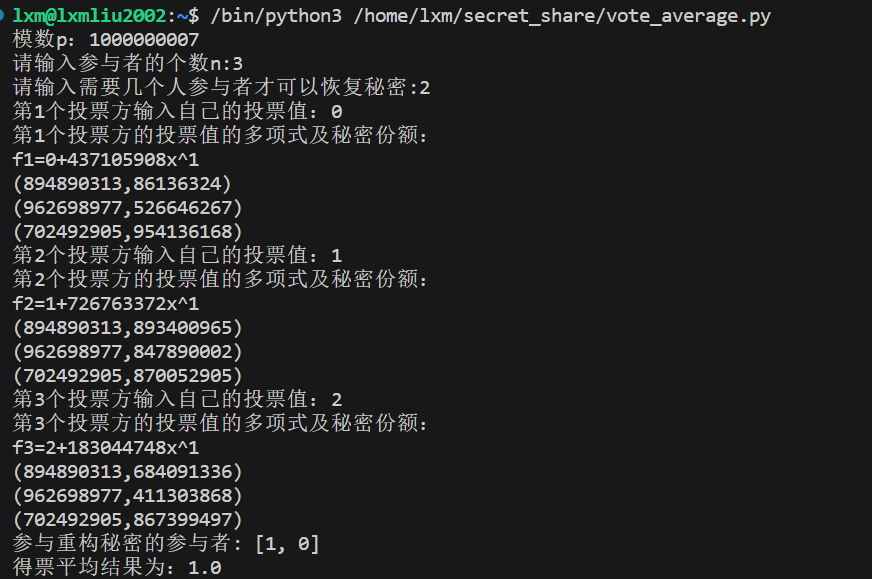 lxm@lxmliu2002:~$ /bin/python3 /home/lxm/secret_share/vote_average.py
模数p：1000000007
请输入参与者的个数n:3
请输入需要几个人参与者才可以恢复秘密:2
第1个投票方输入自己的投票值：0
第1个投票方的投票值的多项式及秘密份额：
f1=0+437105908x^1
(894890313,86136324)
(962698977,526646267)
(702492905,954136168)
第2个投票方输入自己的投票值：1
第2个投票方的投票值的多项式及秘密份额：
f2=1+726763372x^1
(894890313,893400965)
(962698977,847890002)
(702492905,870052905)
第3个投票方输入自己的投票值：2
第3个投票方的投票值的多项式及秘密份额：
f3=2+183044748x^1
(894890313,684091336)
(962698977,411303868)
(702492905,867399497)
参与重构秘密的参与者：[1, 0]
得票平均结果为：1.0